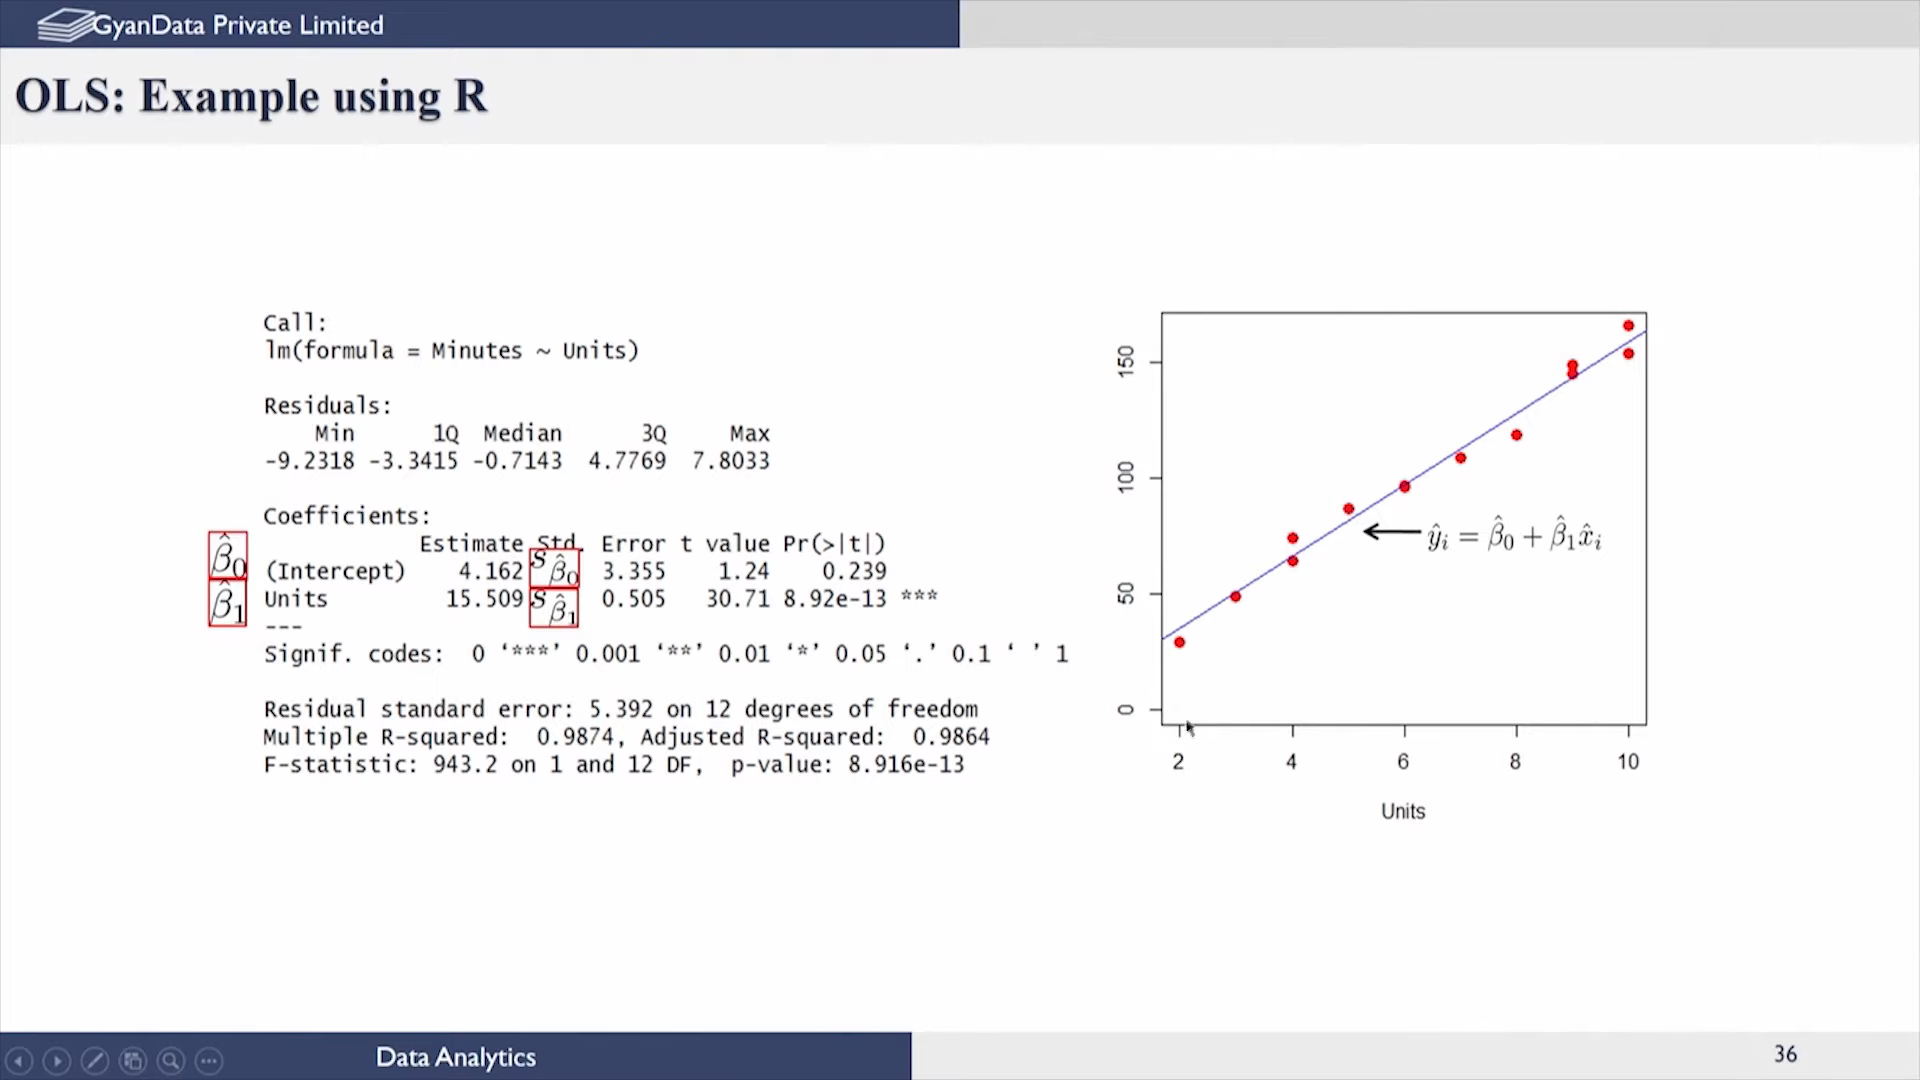 GyanData Private Limited
OLS: Example using R
Call:
lm(formula = Minutes ~ Units)
Residuals:
Min 1Q Median 3Q Max
-9.2318 -3.3415 -0.7143 4.7769 7.8033
Coefficients:
Estimate Std. Error t value Pr(>|t|)
β̂₀ (Intercept) 4.162 s β̂₀ 3.355 1.24 0.239
β̂₁ Units 15.509 s β̂₁ 0.505 30.71 8.92e-13 ***
---
Signif. codes: 0 ‘***’ 0.001 ‘**’ 0.01 ‘*’ 0.05 ‘.’ 0.1 ‘ ’ 1
Residual standard error: 5.392 on 12 degrees of freedom
Multiple R-squared: 0.9874, Adjusted R-squared: 0.9864
F-statistic: 943.2 on 1 and 12 DF, p-value: 8.916e-13
150
100
50
0
ŷᵢ = β̂₀ + β̂₁x̂ᵢ
2 4 6 8 10
Units
Data Analytics
36